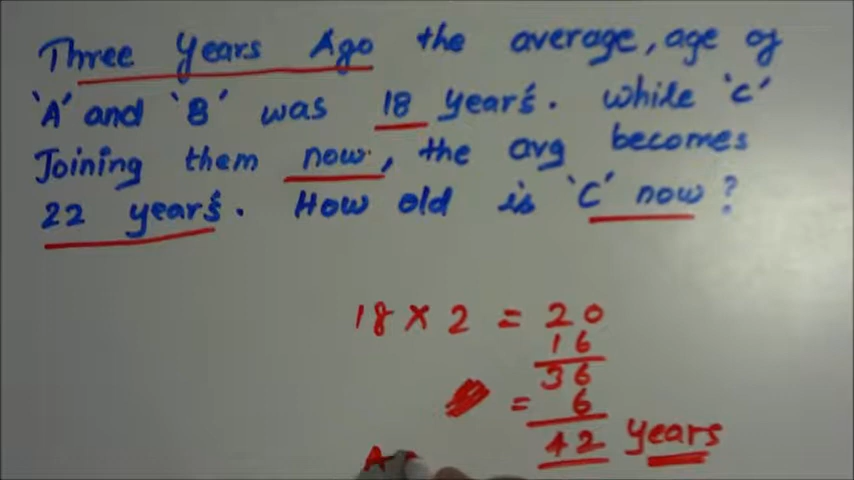 Three Years Ago the average, age of
'A' and 'B' was 18 years. While 'C'
Joining them now, the avg becomes
22 years. How old is 'C' now?
18 × 2 = 20
16
36
= 6
42 years
A